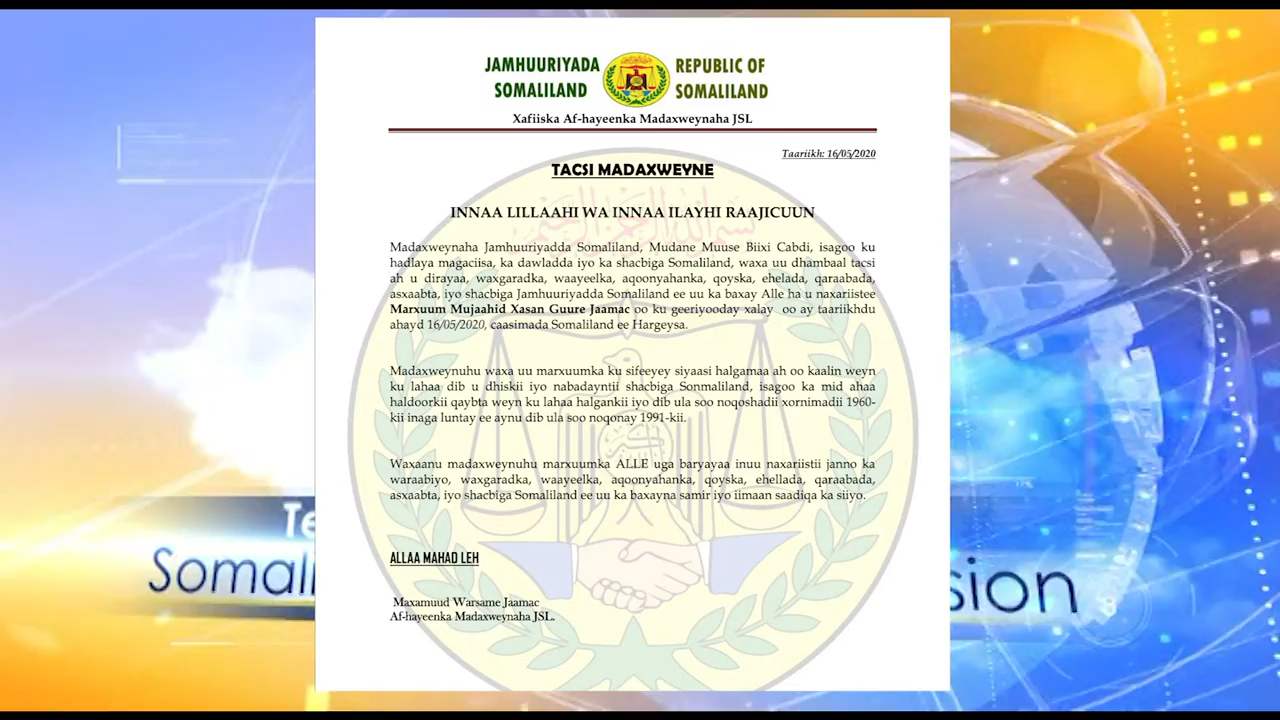 JAMHUURIYADA
SOMALILAND
REPUBLIC OF
SOMALILAND
Xafiiska Af-hayeenka Madaxweynaha JSL
Taariikh: 16/05/2020
TACSI MADAXWEYNE
INNAA LILLAAHI WA INNAA ILAYHI RAAJICUUN
Madaxweynaha Jamhuuriyadda Somaliland, Mudane Muuse Biixi Cabdi, isagoo ku
hadlaya magaciisa, ka dawladda iyo ka shacbiga Somaliland, waxa uu dhambaal tacsi
ah u dirayaa, waxgaradka, waayeelka, aqoonyahanka, qoyska, ehelada, qaraabada,
asxaabta, iyo shacbiga Jamhuuriyadda Somaliland ee uu ka baxay Alle ha u naxariistee
Marxuum Mujaahid Xasan Guure Jaamac oo ku geeriyooday xalay oo ay taariikhdu
ahayd 16/05/2020, caasimada Somaliland ee Hargeysa.
Madaxweynuhu waxa uu marxuumka ku sifeeyey siyaasi halgamaa ah oo kaalin weyn
ku lahaa dib u dhiskii iyo nabadayntii shacbiga Sonmaliland, isagoo ka mid ahaa
haldoorkii qaybta weyn ku lahaa halgankii iyo dib ula soo noqoshadii xornimadii 1960-
kii inaga luntay ee aynu dib ula soo noqonay 1991-kii.
Waxaanu madaxweynuhu marxuumka ALLE uga baryayaa inuu naxariistii janno ka
waraabiyo, waxgaradka, waayeelka, aqoonyahanka, qoyska, ehellada, qaraabada,
asxaabta, iyo shacbiga Somaliland ee uu ka baxayna samir iyo iimaan saadiqa ka siiyo.
ALLAA MAHAD LEH
Maxamuud Warsame Jaamac
Af-hayeenka Madaxweynaha JSL.